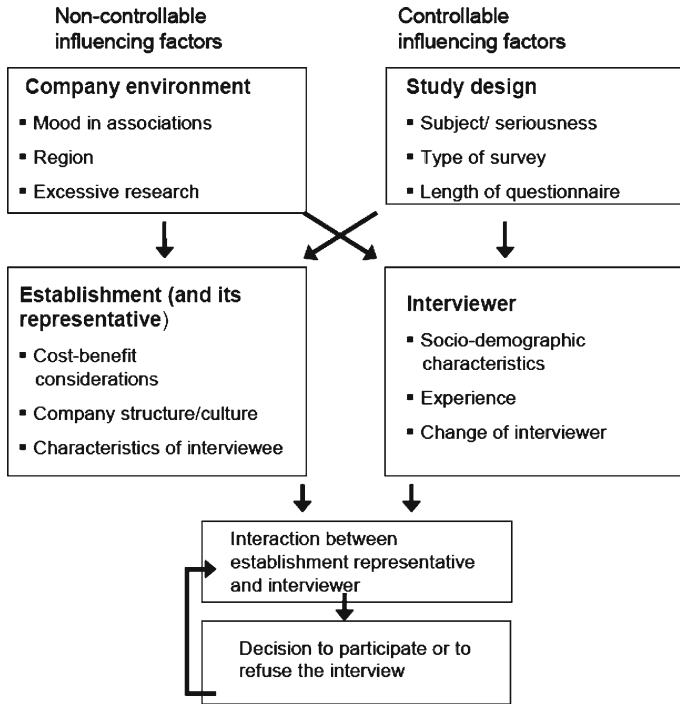 Non-controllable
influencing factors
Controllable
influencing factors
Company environment
▪ Mood in associations
▪ Region
▪ Excessive research
Study design
▪ Subject/ seriousness
▪ Type of survey
▪ Length of questionnaire
Establishment (and its
representative)
▪ Cost-benefit
considerations
▪ Company structure/culture
▪ Characteristics of interviewee
Interviewer
▪ Socio-demographic
characteristics
▪ Experience
▪ Change of interviewer
Interaction between
establishment representative
and interviewer
Decision to participate or to
refuse the interview